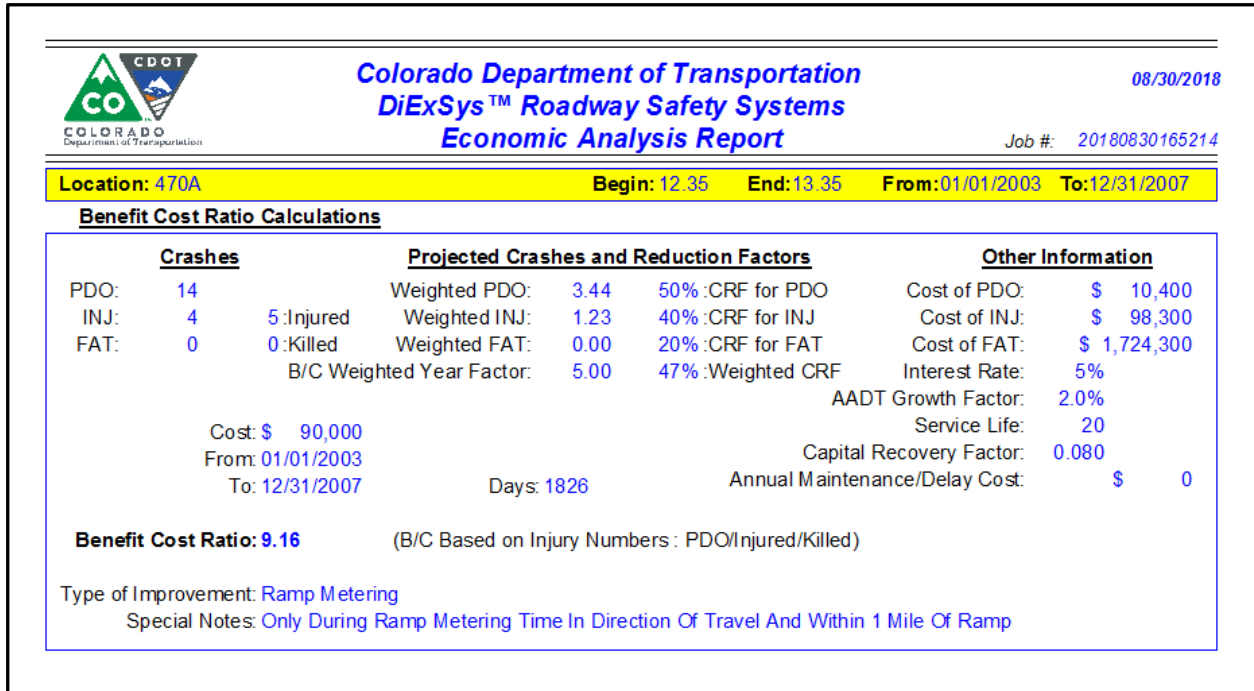 CDOT
CO
COLORADO
Department of Transportation
Colorado Department of Transportation
DiExSys™ Roadway Safety Systems
Economic Analysis Report
08/30/2018
Job #: 20180830165214
Location: 470A Begin: 12.35 End:13.35 From:01/01/2003 To:12/31/2007
Benefit Cost Ratio Calculations
Crashes Projected Crashes and Reduction Factors Other Information
PDO: 14 Weighted PDO: 3.44 50% :CRF for PDO Cost of PDO: $ 10,400
INJ: 4 5 :Injured Weighted INJ: 1.23 40% :CRF for INJ Cost of INJ: $ 98,300
FAT: 0 0 :Killed Weighted FAT: 0.00 20% :CRF for FAT Cost of FAT: $ 1,724,300
B/C Weighted Year Factor: 5.00 47% :Weighted CRF Interest Rate: 5%
AADT Growth Factor: 2.0%
Cost: $ 90,000 Service Life: 20
From: 01/01/2003 Capital Recovery Factor: 0.080
To: 12/31/2007 Days: 1826 Annual Maintenance/Delay Cost: $ 0
Benefit Cost Ratio: 9.16 (B/C Based on Injury Numbers : PDO/Injured/Killed)
Type of Improvement: Ramp Metering
Special Notes: Only During Ramp Metering Time In Direction Of Travel And Within 1 Mile Of Ramp